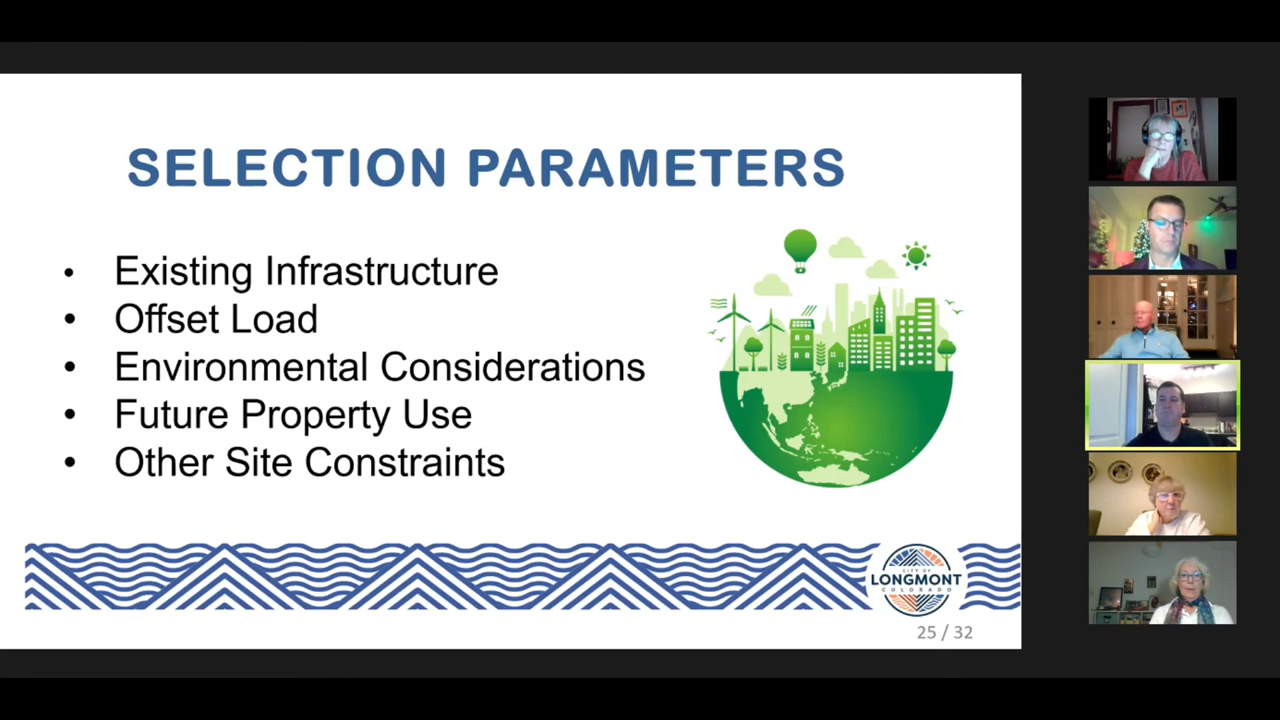 SELECTION PARAMETERS
• Existing Infrastructure
• Offset Load
• Environmental Considerations
• Future Property Use
• Other Site Constraints
CITY OF
LONGMONT
COLORADO
25 / 32